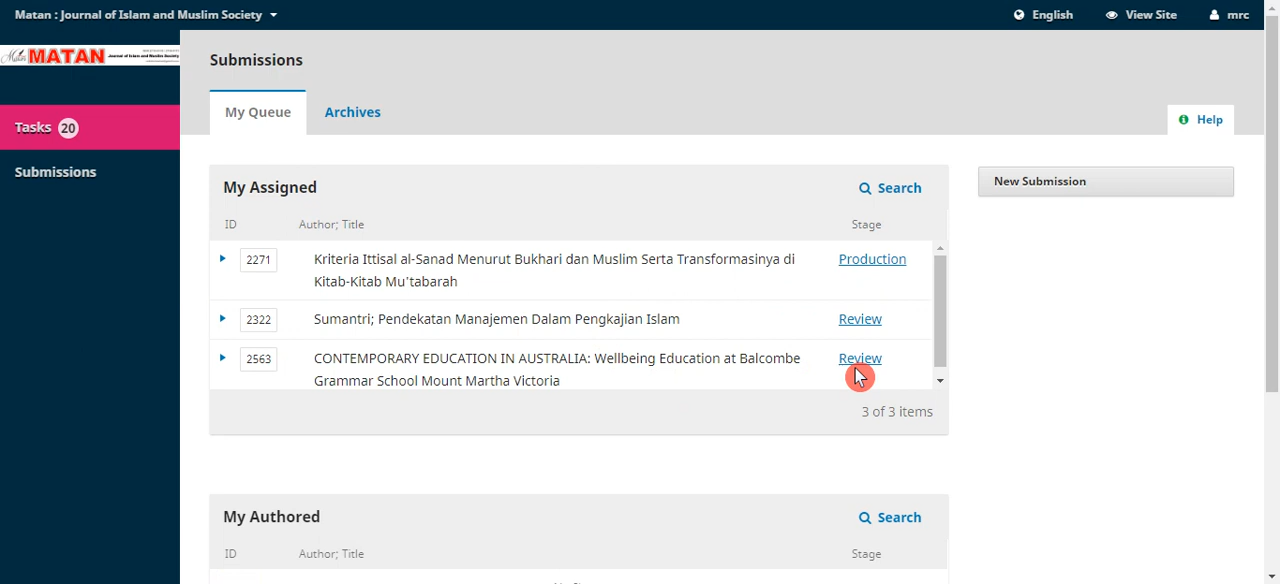 Matan : Journal of Islam and Muslim Society
English
View Site
mrc
MATAN
Submissions
Tasks 20
Submissions
My Queue
Archives
Help
My Assigned
Search
New Submission
ID Author; Title Stage
2271 Kriteria Ittisal al-Sanad Menurut Bukhari dan Muslim Serta Transformasinya di Production
Kitab-Kitab Mu'tabarah
2322 Sumantri; Pendekatan Manajemen Dalam Pengkajian Islam Review
2563 CONTEMPORARY EDUCATION IN AUSTRALIA: Wellbeing Education at Balcombe Review
Grammar School Mount Martha Victoria
3 of 3 items
My Authored
Search
ID Author; Title Stage